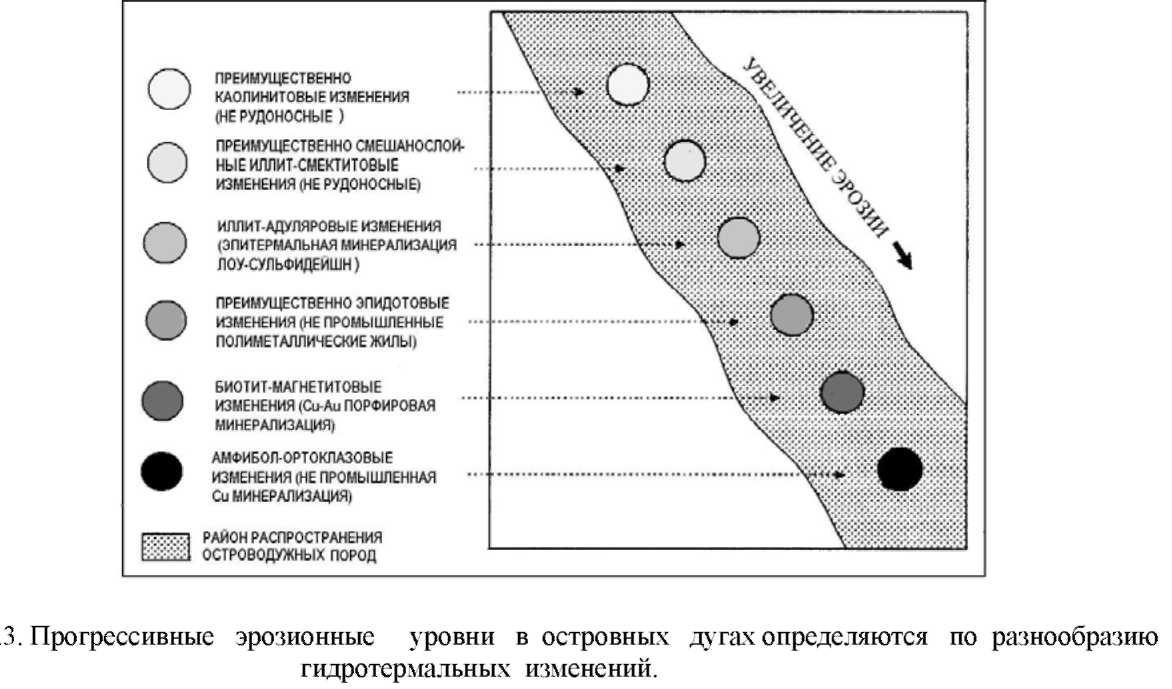 ПРЕИМУЩЕСТВЕННО
КАОЛИНИТОВЫЕ ИЗМЕНЕНИЯ
(НЕ РУДОНОСНЫЕ )
ПРЕИМУЩЕСТВЕННО СМЕШАНОСЛОЙ-
НЫЕ ИЛЛИТ-СМЕКТИТОВЫЕ
ИЗМЕНЕНИЯ (НЕ РУДОНОСНЫЕ)
ИЛЛИТ-АДУЛЯРОВЫЕ ИЗМЕНЕНИЯ
(ЭПИТЕРМАЛЬНАЯ МИНЕРАЛИЗАЦИЯ
ЛОУ-СУЛЬФИДЕЙШН )
ПРЕИМУЩЕСТВЕННО ЭПИДОТОВЫЕ
ИЗМЕНЕНИЯ (НЕ ПРОМЫШЛЕННЫЕ
ПОЛИМЕТАЛЛИЧЕСКИЕ ЖИЛЫ)
БИОТИТ-МАГНЕТИТОВЫЕ
ИЗМЕНЕНИЯ (Cu-Au ПОРФИРОВАЯ
МИНЕРАЛИЗАЦИЯ)
АМФИБОЛ-ОРТОКЛАЗОВЫЕ
ИЗМЕНЕНИЯ (НЕ ПРОМЫШЛЕННАЯ
Cu МИНЕРАЛИЗАЦИЯ)
РАЙОН РАСПРОСТРАНЕНИЯ
ОСТРОВОДУЖНЫХ ПОРОД
УВЕЛИЧЕНИЕ ЭРОЗИИ
.3. Прогрессивные эрозионные уровни в островных дугах определяются по разнообразию
гидротермальных изменений.